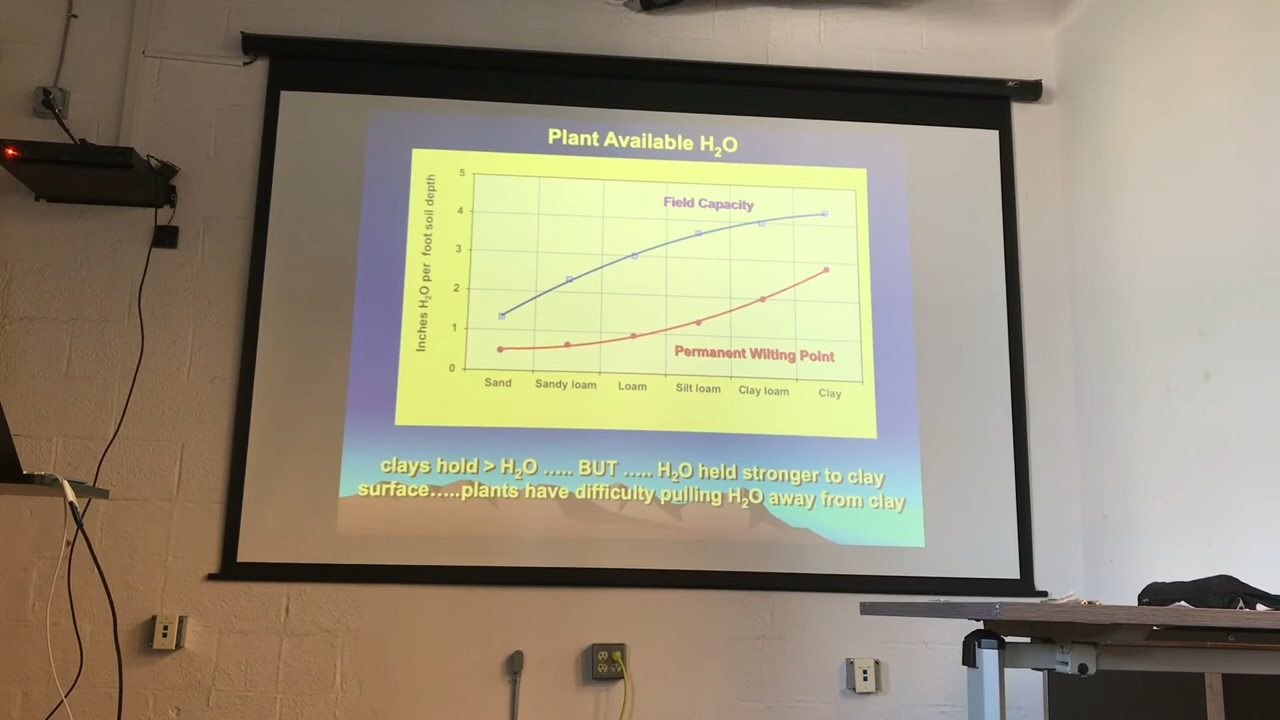 Plant Available H₂O
Inches H₂O per foot soil depth
5
4
3
2
1
0
Field Capacity
Permanent Wilting Point
Sand Sandy loam Loam Silt loam Clay loam Clay
clays hold > H₂O ..... BUT ..... H₂O held stronger to clay
surface.....plants have difficulty pulling H₂O away from clay